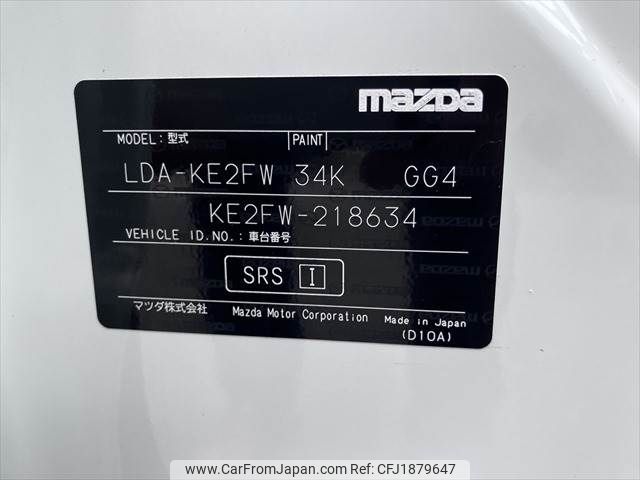 mazda
MODEL : 型式 PAINT
LDA-KE2FW 34K GG4
KE2FW-218634
VEHICLE ID.NO. : 車台番号
SRS I
マツダ株式会社 Mazda Motor Corporation Made in Japan
(D10A)
www.CarFromJapan.com | Ref. ID: CFJ1879647